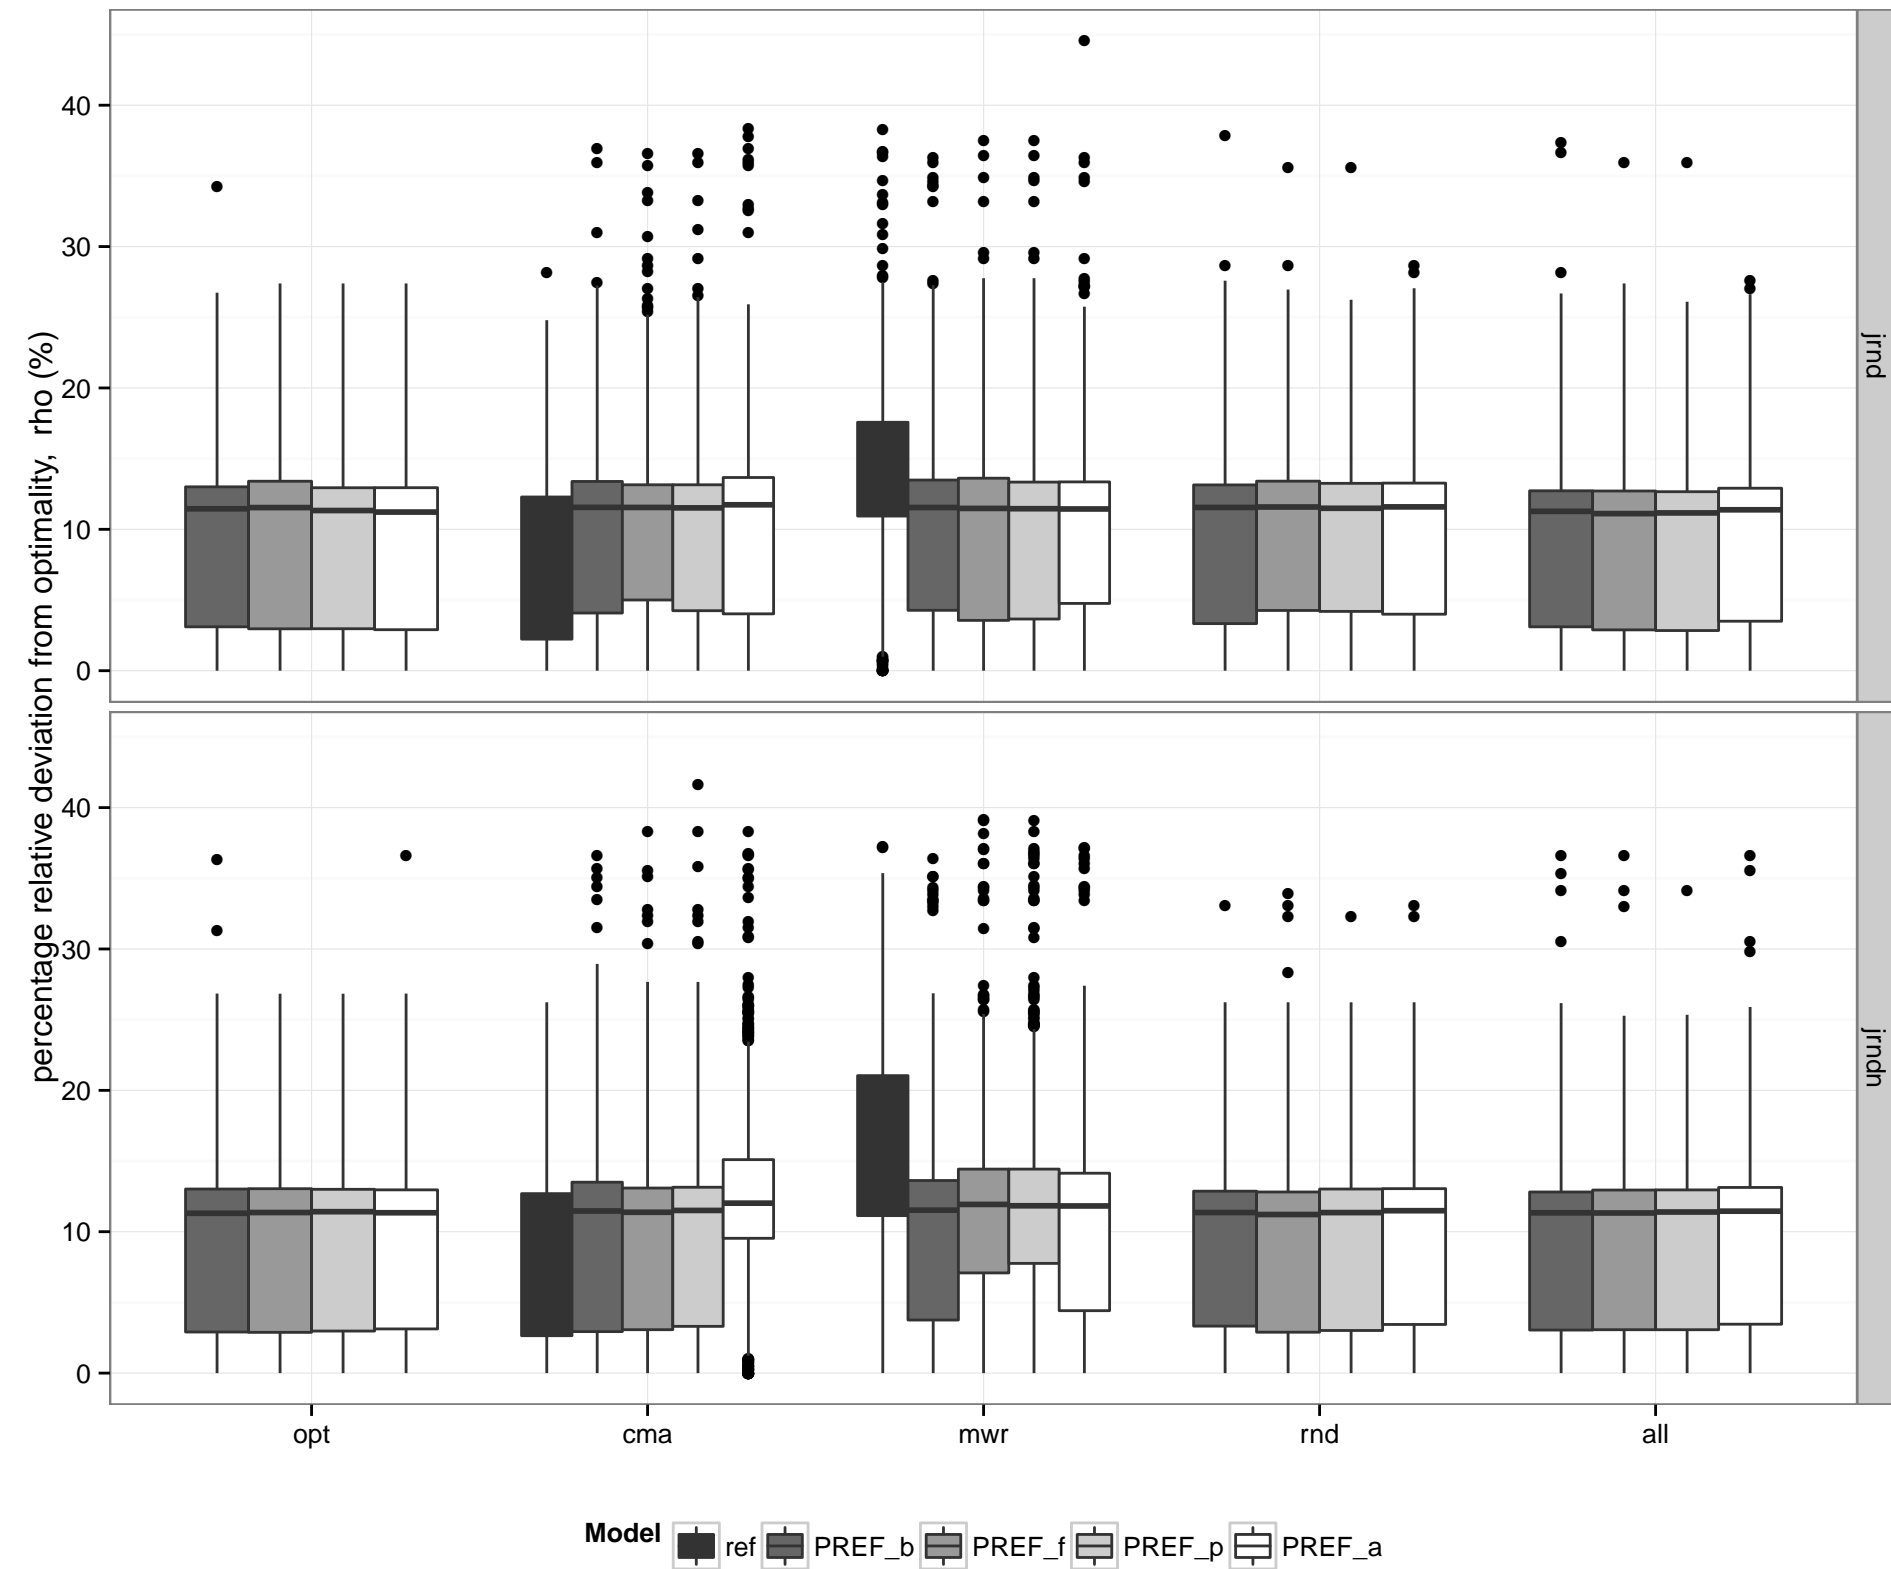 percentage relative deviation from optimality, rho (%)
40
30
20
10
0
jrnd
40
30
20
10
0
jrndn
opt cma mwr rnd all
Model ref PREF_b PREF_f PREF_p PREF_a